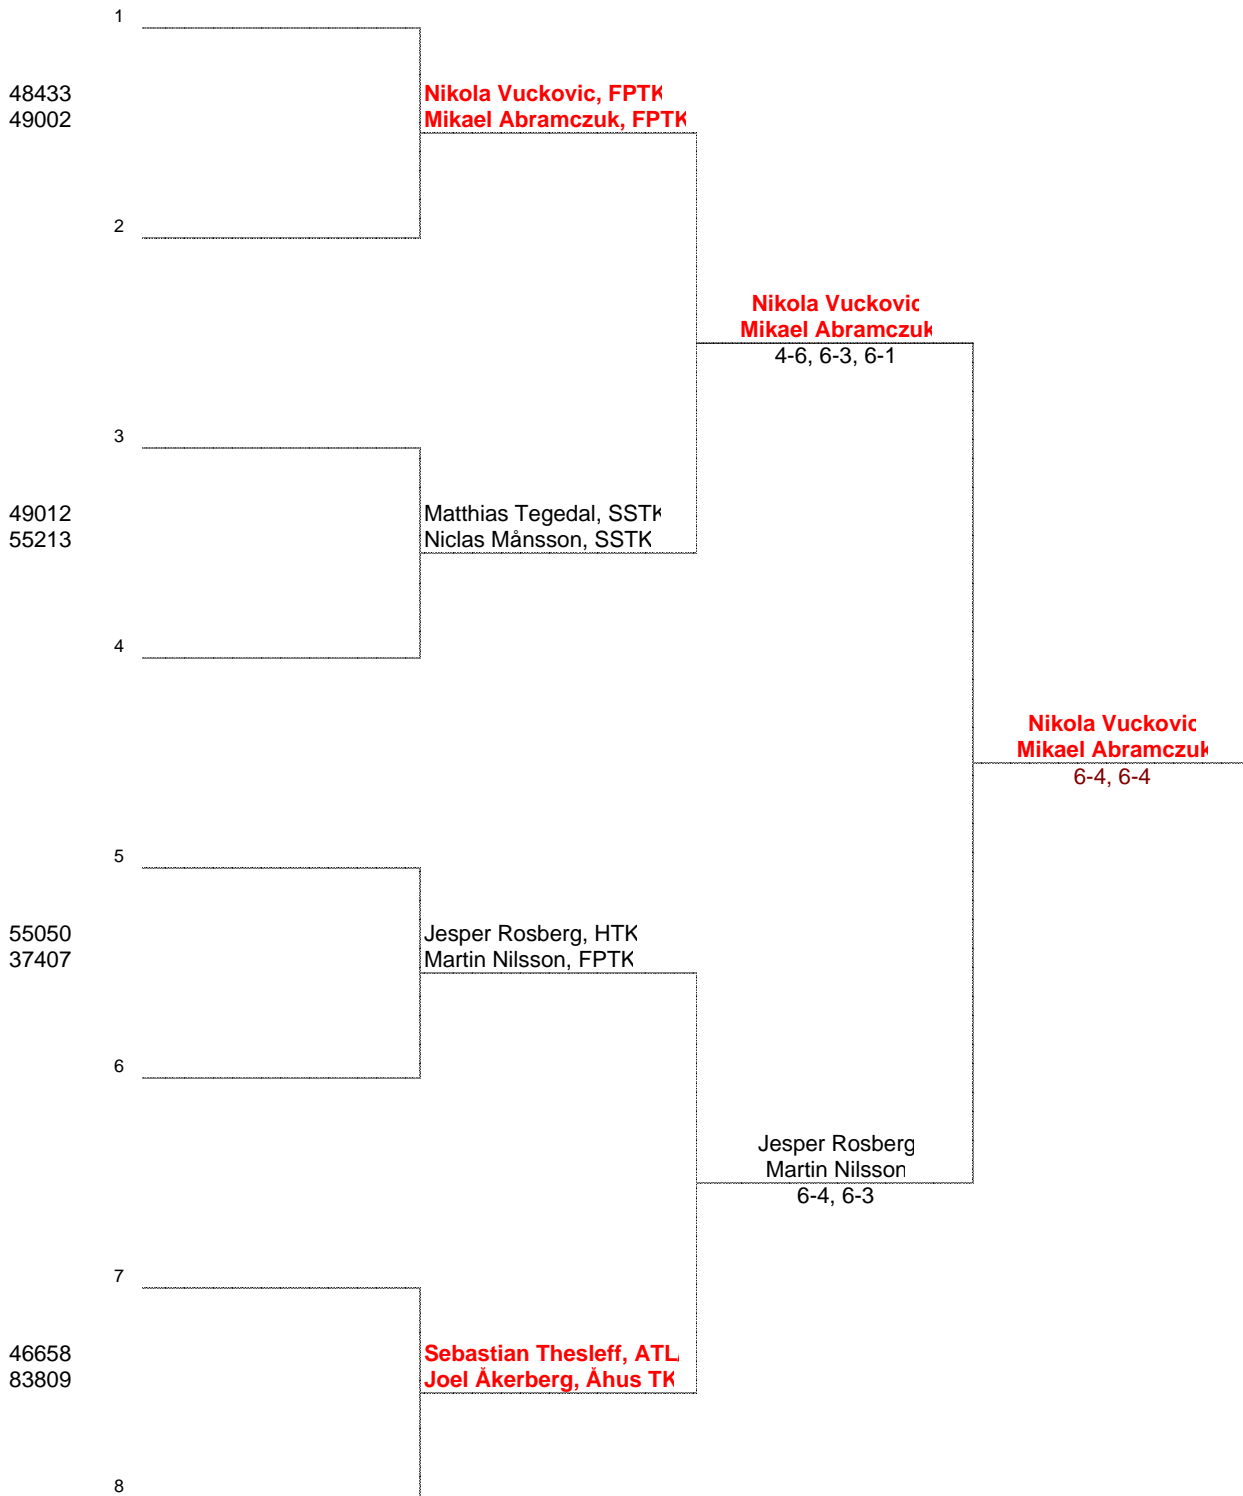 1
48433 Nikola Vuckovic, FPTK
49002 Mikael Abramczuk, FPTK
2
Nikola Vuckovic
Mikael Abramczuk
4-6, 6-3, 6-1
3
49012 Matthias Tegedal, SSTK
55213 Niclas Månsson, SSTK
4
Nikola Vuckovic
Mikael Abramczuk
6-4, 6-4
5
55050 Jesper Rosberg, HTK
37407 Martin Nilsson, FPTK
6
Jesper Rosberg
Martin Nilsson
6-4, 6-3
7
46658 Sebastian Thesleff,
83809 Joel Åkerberg, Åhus TK
8